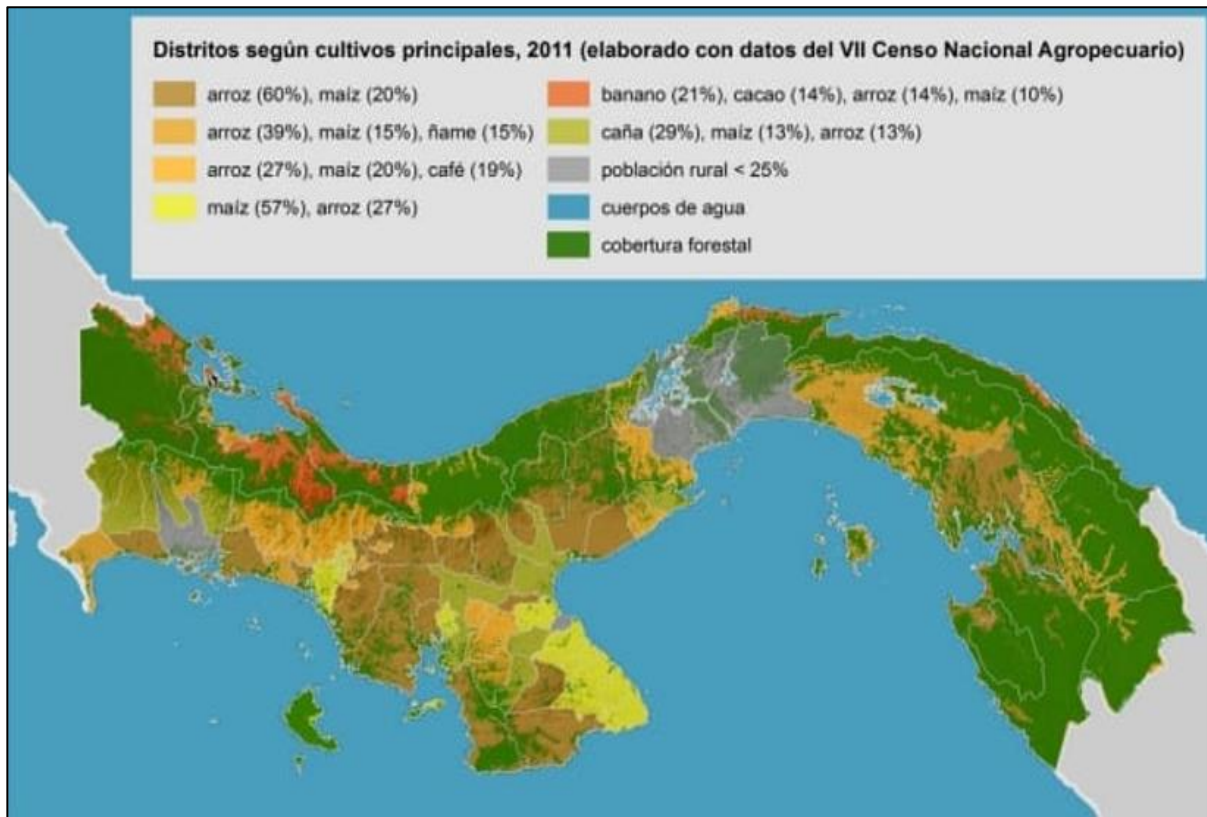 Distritos según cultivos principales, 2011 (elaborado con datos del VII Censo Nacional Agropecuario)
arroz (60%), maíz (20%)
arroz (39%), maíz (15%), ñame (15%)
arroz (27%), maíz (20%), café (19%)
maíz (57%), arroz (27%)
banano (21%), cacao (14%), arroz (14%), maíz (10%)
caña (29%), maíz (13%), arroz (13%)
población rural < 25%
cuerpos de agua
cobertura forestal